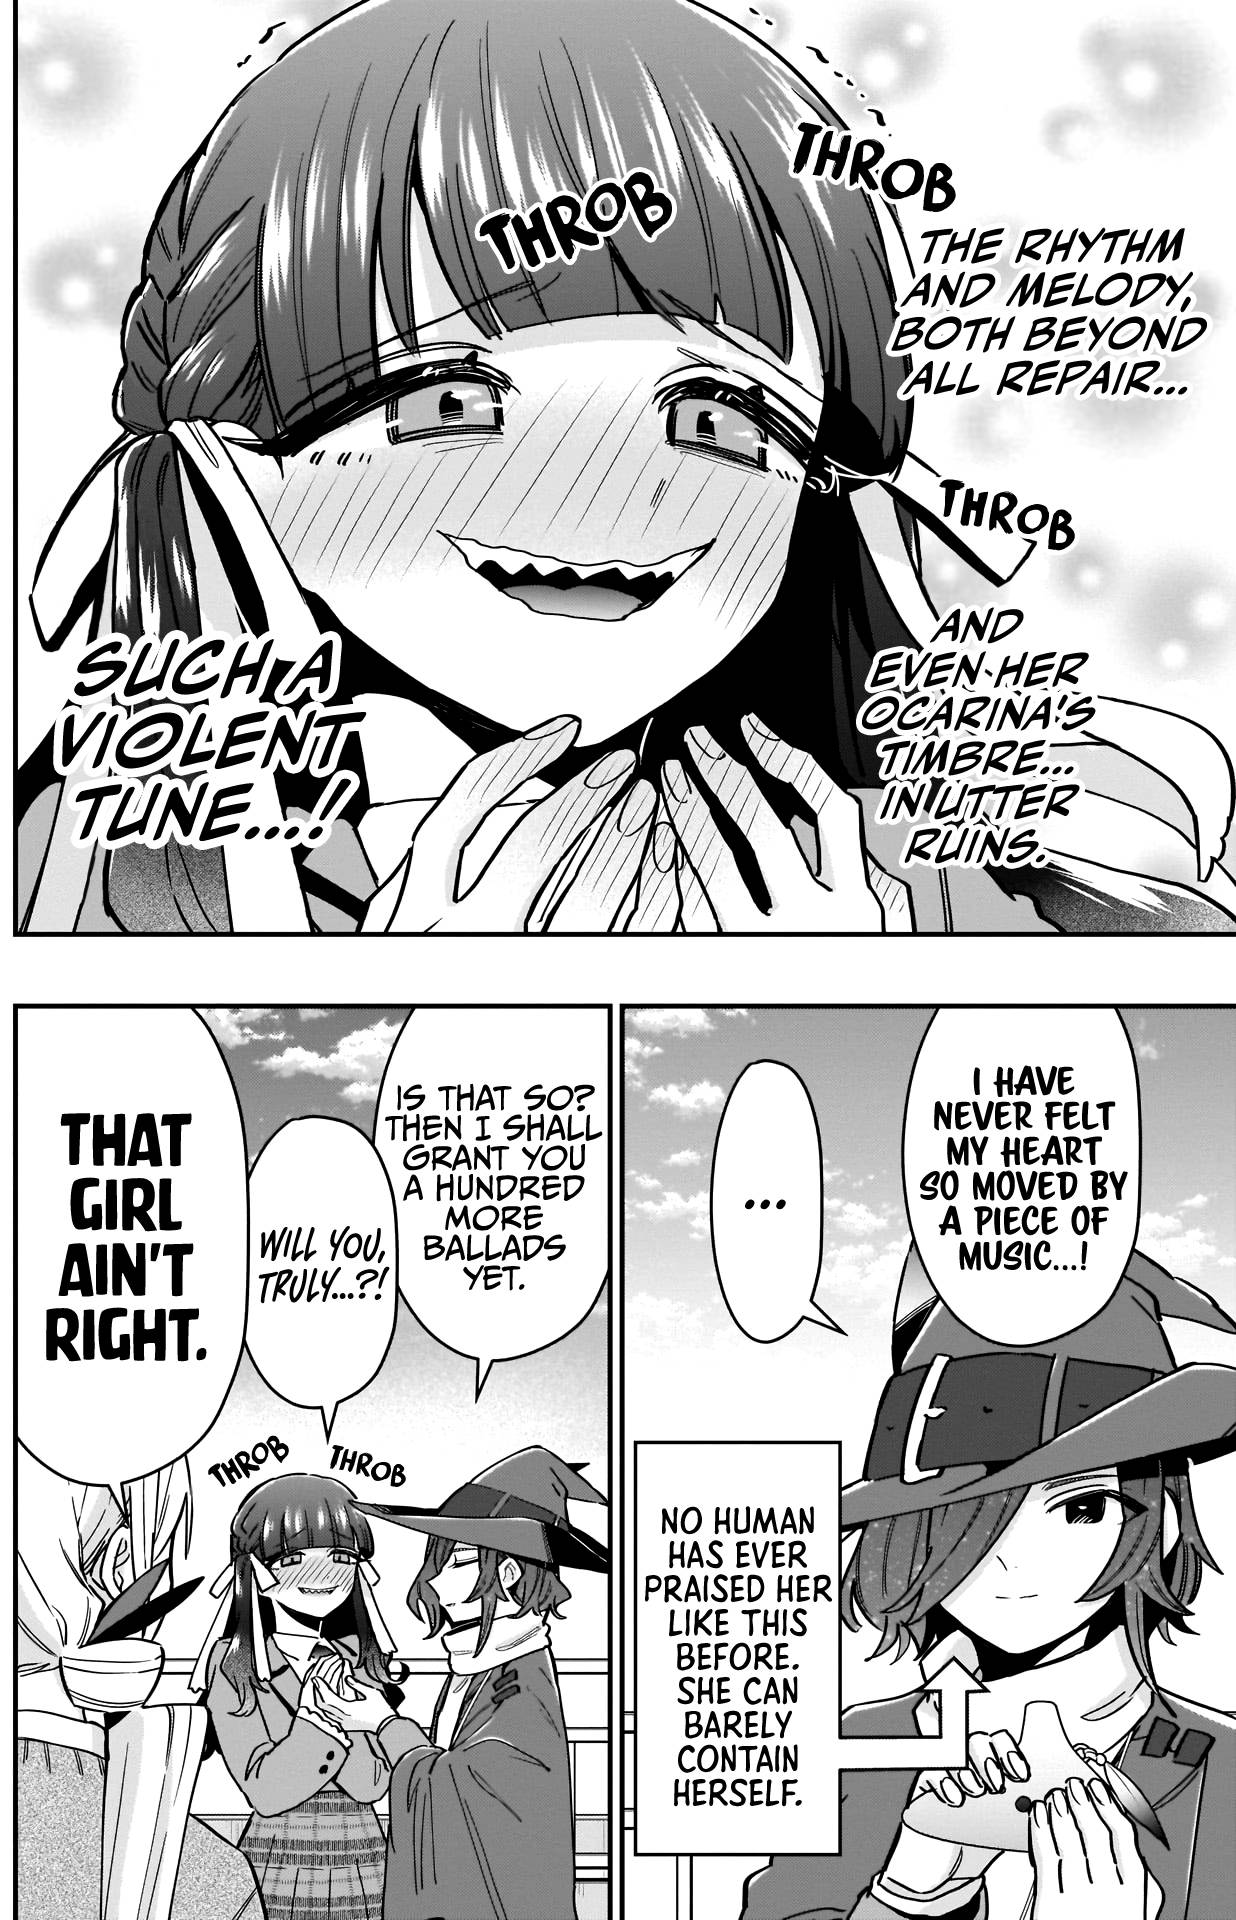 THROB
THROB
THE RHYTHM
AND MELODY,
BOTH BEYOND
ALL REPAIR...
THROB
AND
EVEN HER
OCARINA'S
TIMBRE...
IN UTTER
RUINS.
SUCH A
VIOLENT
TUNE...!
I HAVE
NEVER FELT
MY HEART
SO MOVED BY
A PIECE OF
MUSIC...!
...
NO HUMAN
HAS EVER
PRAISED HER
LIKE THIS
BEFORE.
SHE CAN
BARELY
CONTAIN
HERSELF.
IS THAT SO?
THEN I SHALL
GRANT YOU
A HUNDRED
MORE
BALLADS
YET.
WILL YOU,
TRULY...?!
THROB
THROB
THAT
GIRL
AIN'T
RIGHT.